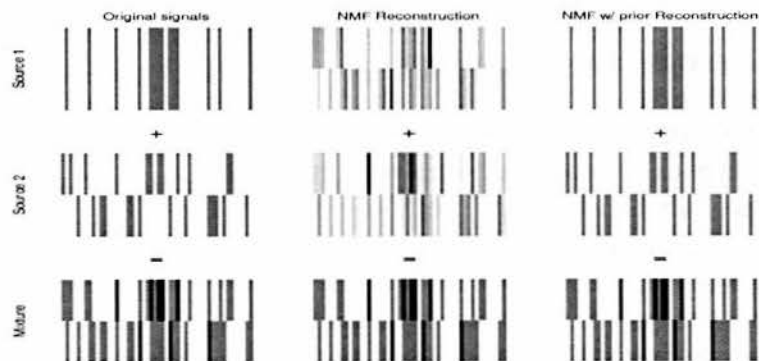 Original signals
NMF Reconstruction
NMF w/ prior Reconstruction
Source 1
+
+
+
Source 2
=
=
=
Mixture